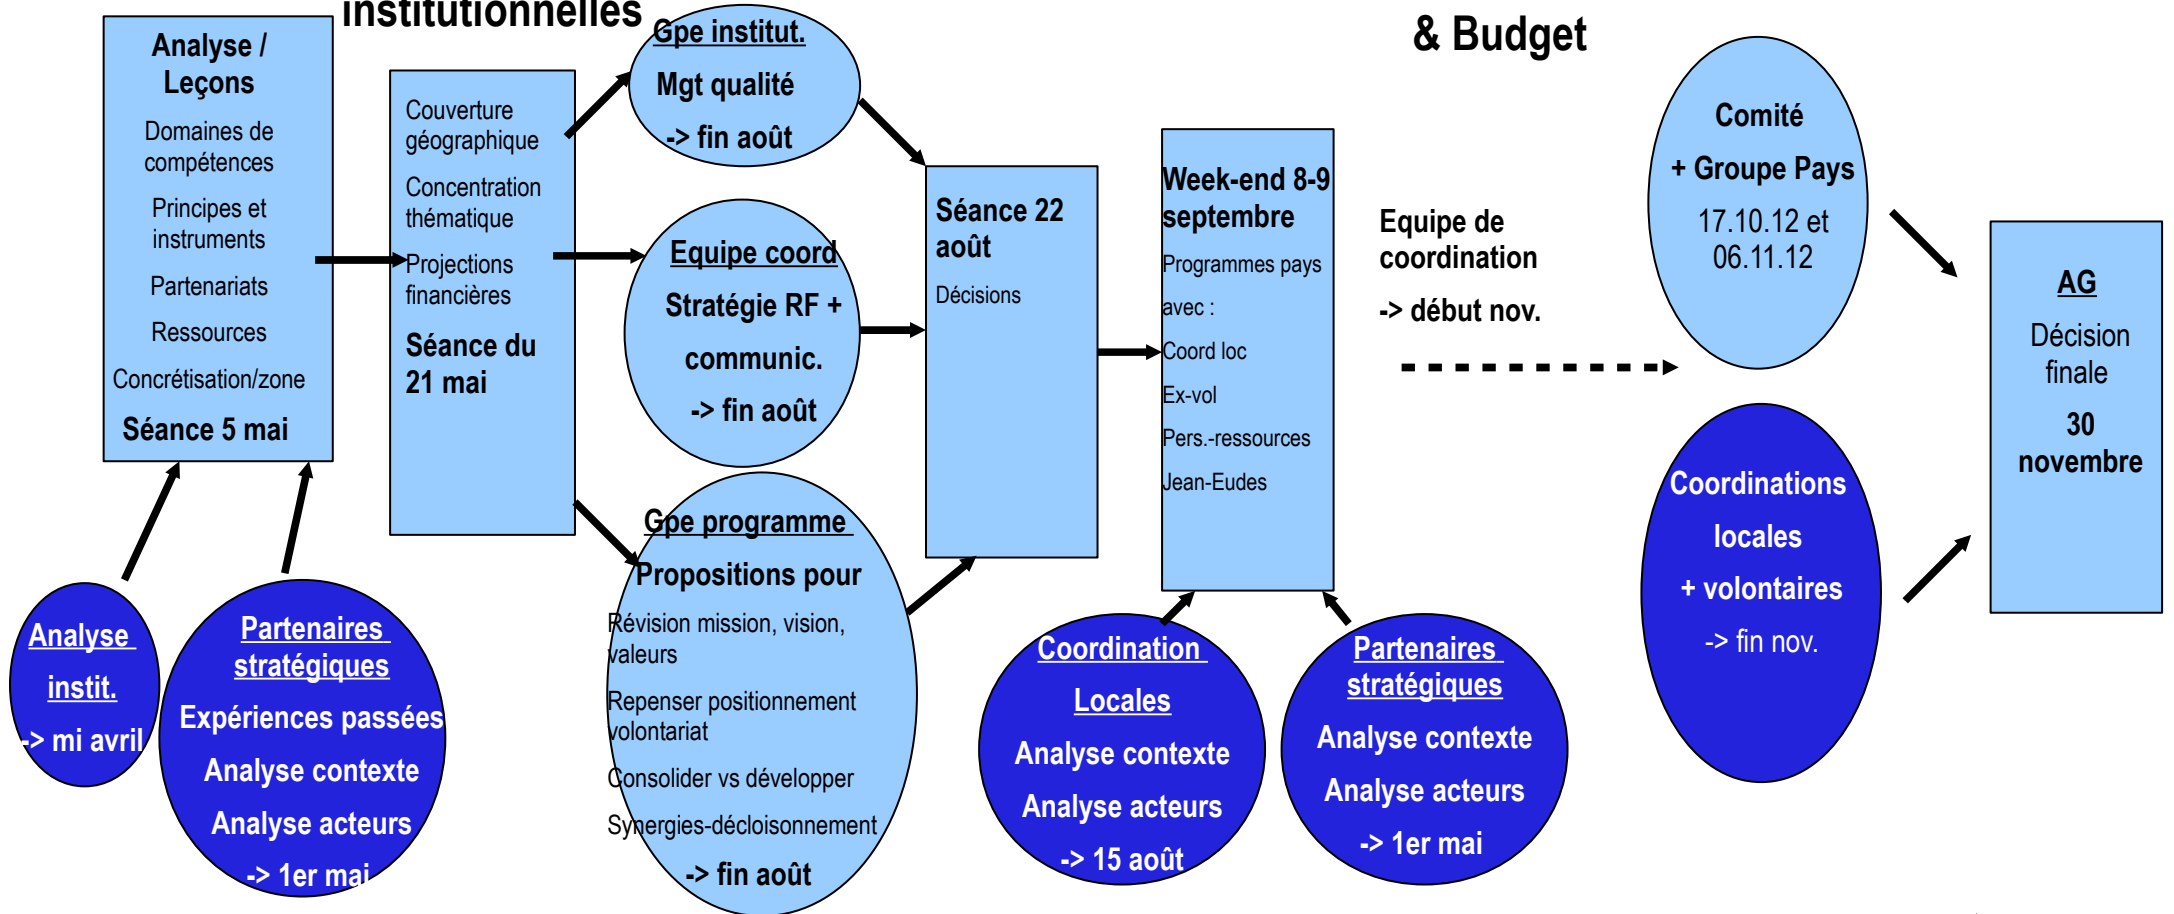 institutionnelles
& Budget
Analyse /
Leçons
Domaines de
compétences
Principes et
instruments
Partenariats
Ressources
Concrétisation/zone
Séance 5 mai
Couverture
géographique
Concentration
thématique
Projections
financières
Séance du
21 mai
Gpe institut.
Mgt qualité
-> fin août
Equipe coord
Stratégie RF +
communic.
-> fin août
Gpe programme
Propositions pour
Révision mission, vision,
valeurs
Repenser positionnement
volontariat
Consolider vs développer
Synergies-décloisonnement
-> fin août
Séance 22
août
Décisions
Week-end 8-9
septembre
Programmes pays
avec :
Coord loc
Ex-vol
Pers.-ressources
Jean-Eudes
Equipe de
coordination
-> début nov.
Comité
+ Groupe Pays
17.10.12 et
06.11.12
AG
Décision
finale
30
novembre
Coordinations
locales
+ volontaires
-> fin nov.
Analyse
instit.
-> mi avril
Partenaires
stratégiques
Expériences passées
Analyse contexte
Analyse acteurs
-> 1er mai
Coordination
Locales
Analyse contexte
Analyse acteurs
-> 15 août
Partenaires
stratégiques
Analyse contexte
Analyse acteurs
-> 1er mai